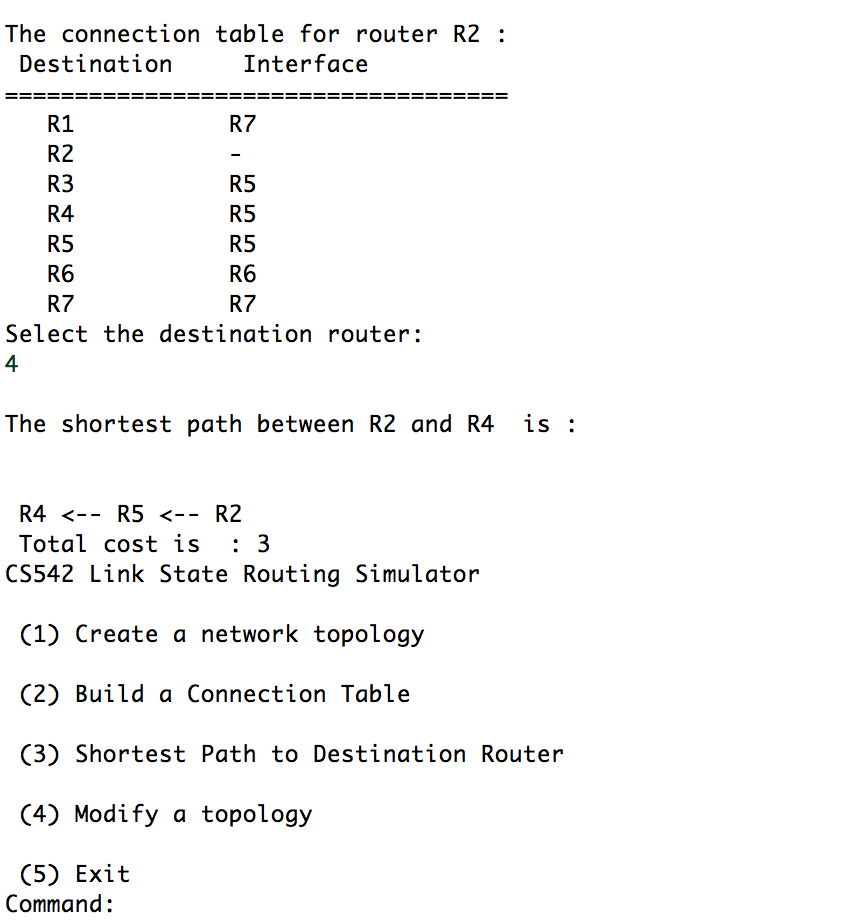 The connection table for router R2 :
Destination Interface
====================================
R1 R7
R2 -
R3 R5
R4 R5
R5 R5
R6 R6
R7 R7
Select the destination router:
4
The shortest path between R2 and R4 is :
R4 <-- R5 <-- R2
Total cost is : 3
CS542 Link State Routing Simulator
(1) Create a network topology
(2) Build a Connection Table
(3) Shortest Path to Destination Router
(4) Modify a topology
(5) Exit
Command: